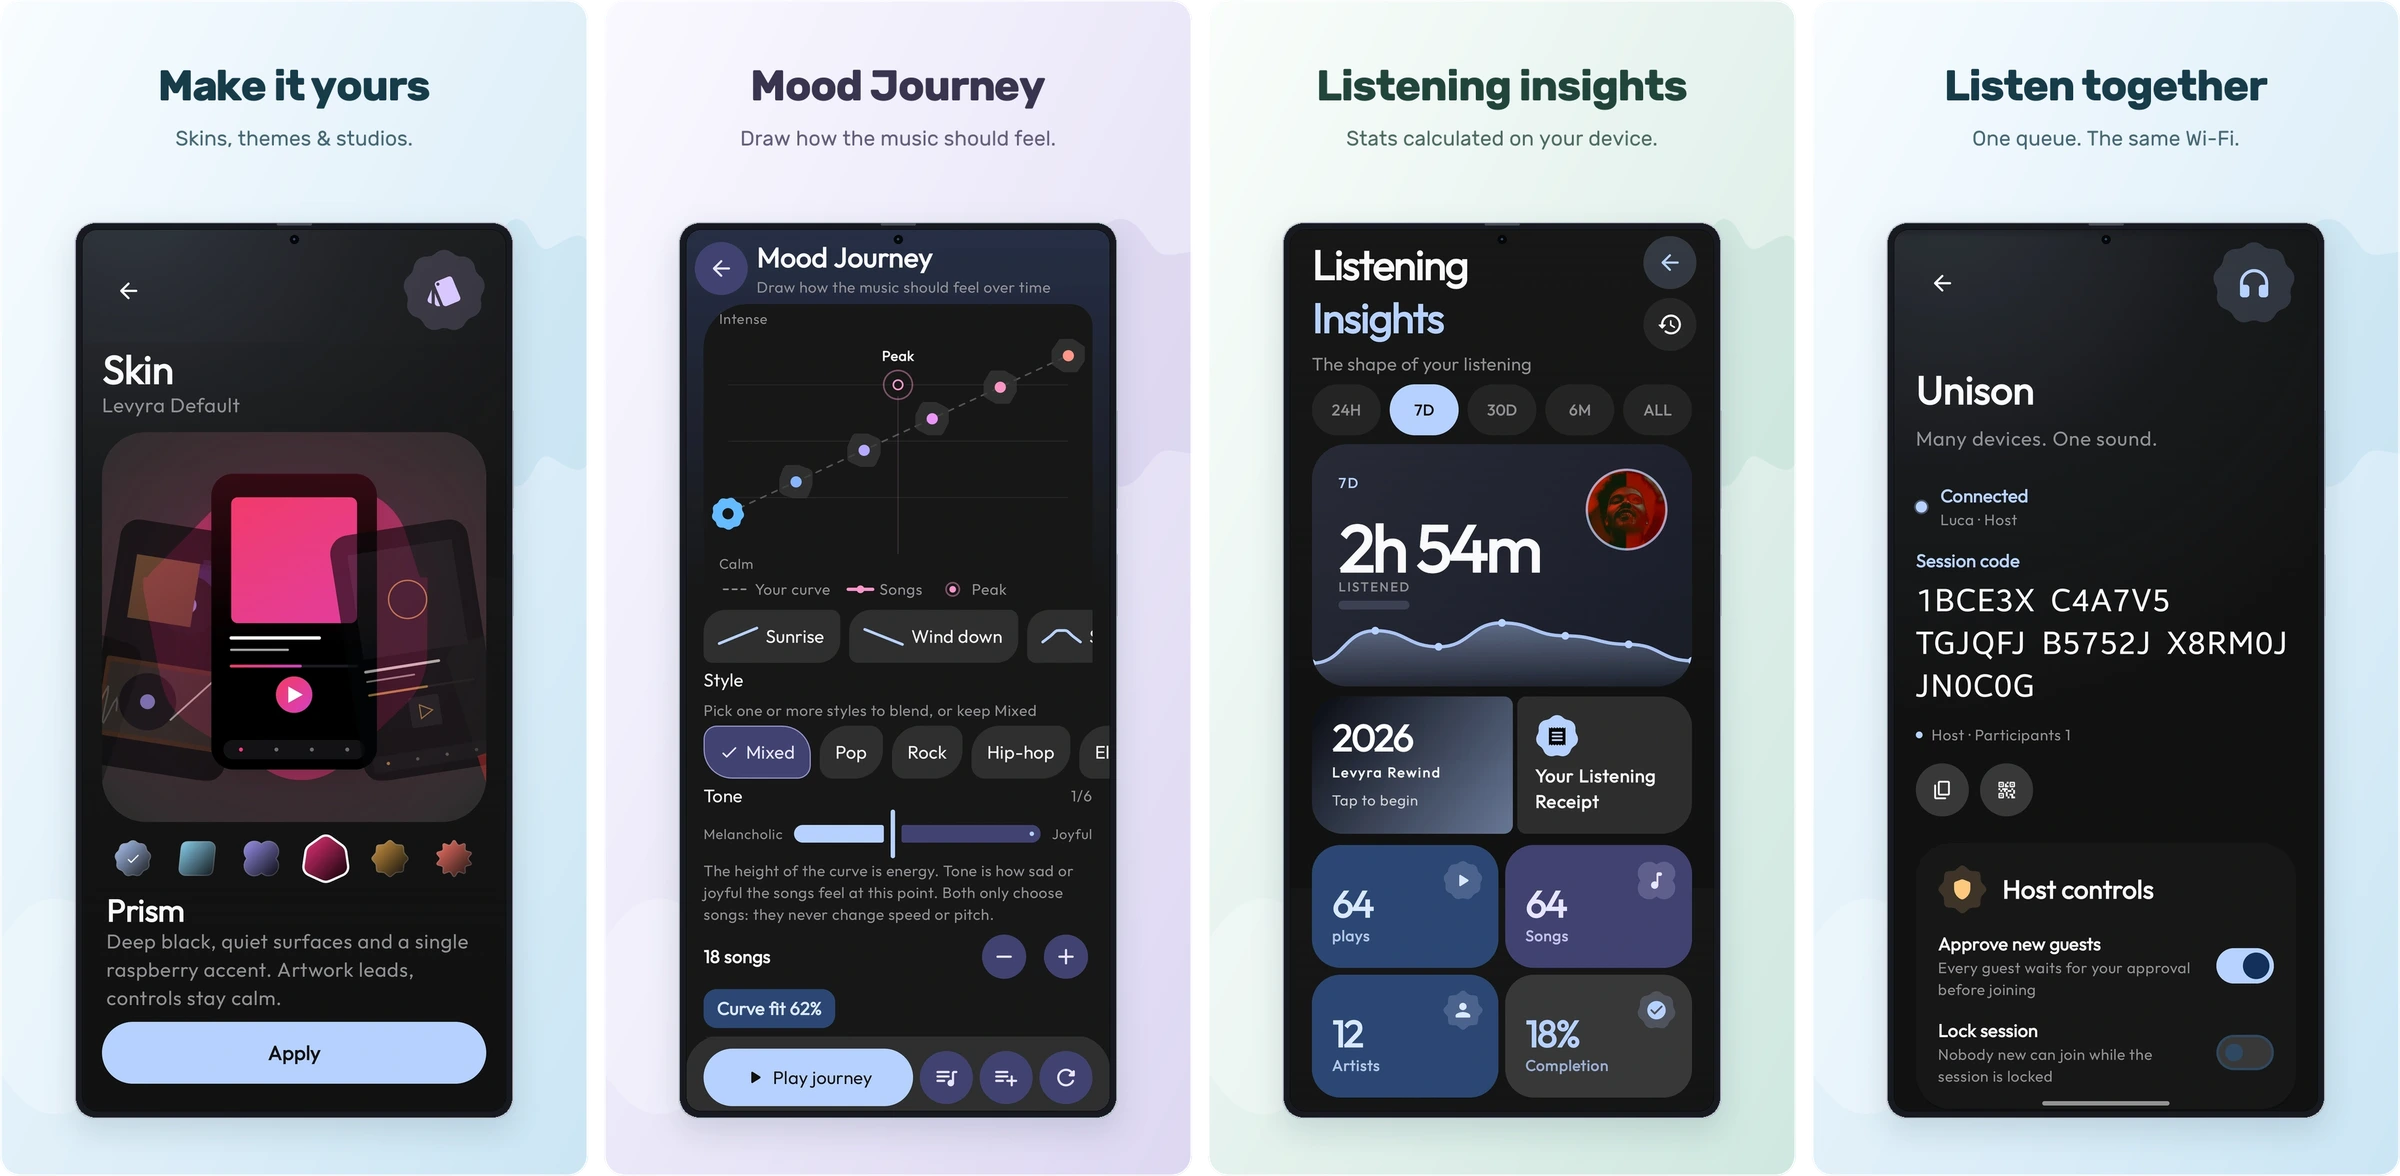 Make it yours
Skins, themes & studios.
Skin
Levyra Default
Prism
Deep black, quiet surfaces and a single
raspberry accent. Artwork leads,
controls stay calm.
Apply
Mood Journey
Draw how the music should feel.
Mood Journey
Draw how the music should feel over time
Intense
Peak
Calm
Your curve
Songs
Peak
Sunrise
Wind down
Style
Pick one or more styles to blend, or keep Mixed
Mixed
Pop
Rock
Hip-hop
Tone
1/6
Melancholic
Joyful
The height of the curve is energy. Tone is how sad or
joyful the songs feel at this point. Both only choose
songs: they never change speed or pitch.
18 songs
Curve fit 62%
Play journey
Listening insights
Stats calculated on your device.
Listening
Insights
The shape of your listening
24H
7D
30D
6M
ALL
7D
2h 54m
LISTENED
2026
Levyra Rewind
Tap to begin
Your Listening
Receipt
64
plays
64
Songs
12
Artists
18%
Completion
Listen together
One queue. The same Wi-Fi.
Unison
Many devices. One sound.
Connected
Luca · Host
Session code
1BCE3X C4A7V5
TGJQFJ B5752J X8RM0J
JN0C0G
Host · Participants 1
Host controls
Approve new guests
Every guest waits for your approval
before joining
Lock session
Nobody new can join while the
session is locked